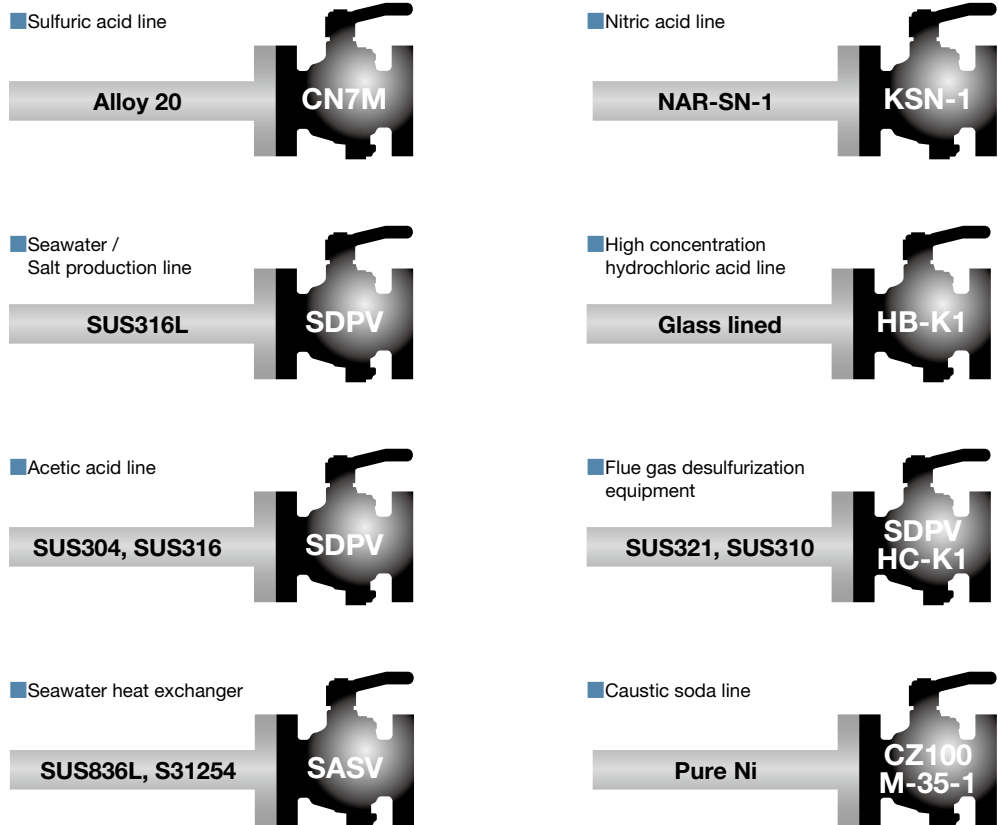 Sulfuric acid line
Alloy 20
CN7M
Nitric acid line
NAR-SN-1
KSN-1
Seawater /
Salt production line
SUS316L
SDPV
High concentration
hydrochloric acid line
Glass lined
HB-K1
Acetic acid line
SUS304, SUS316
SDPV
Flue gas desulfurization
equipment
SUS321, SUS310
SDPV
HC-K1
Seawater heat exchanger
SUS836L, S31254
SASV
Caustic soda line
Pure Ni
CZ100
M-35-1